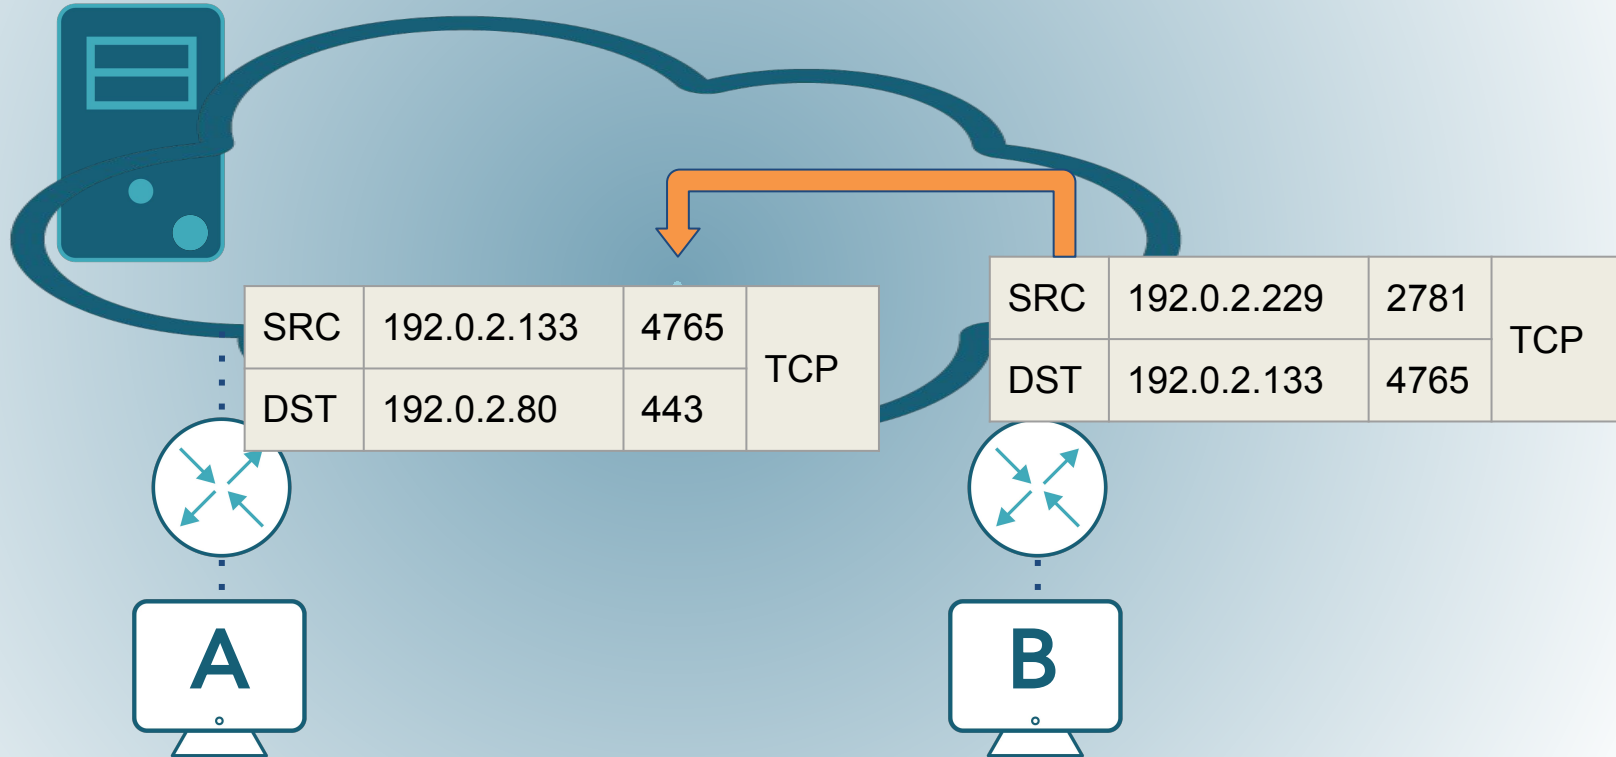 SRC 192.0.2.133 4765 TCP
DST 192.0.2.80 443
SRC 192.0.2.229 2781 TCP
DST 192.0.2.133 4765
A
B